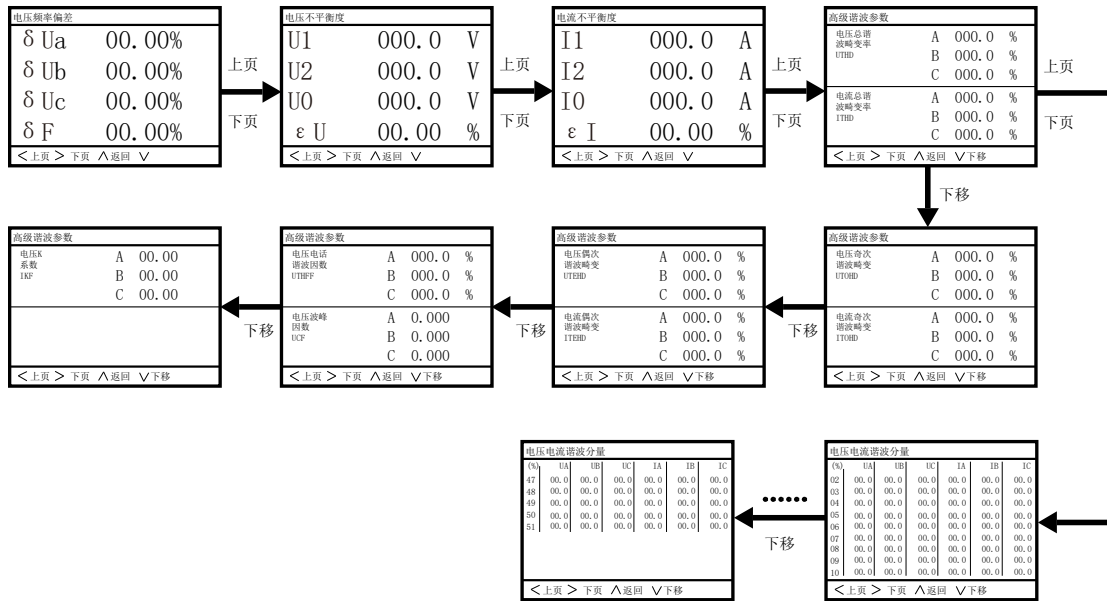 电压频率偏差
δ Ua 00.00%
δ Ub 00.00%
δ Uc 00.00%
δ F 00.00%
< 上页 > 下页 ∧返回 ∨
上页
下页
电压不平衡度
U1 000.0 V
U2 000.0 V
U0 000.0 V
ε U 00.00 %
< 上页 > 下页 ∧返回 ∨
上页
下页
电流不平衡度
I1 000.0 A
I2 000.0 A
I0 000.0 A
ε I 00.00 %
< 上页 > 下页 ∧返回 ∨
上页
下页
高级谐波参数
电压总谐
波畸变率
UTHD
A 000.0 %
B 000.0 %
C 000.0 %
电流总谐
波畸变率
ITHD
A 000.0 %
B 000.0 %
C 000.0 %
< 上页 > 下页 ∧返回 ∨下移
上页
下页
下移
高级谐波参数
电压K
系数
IKF
A 00.00
B 00.00
C 00.00
< 上页 > 下页 ∧返回 ∨下移
下移
高级谐波参数
电压电话
谐波因数
UTHFF
A 000.0 %
B 000.0 %
C 000.0 %
电压波峰
因数
UCF
A 0.000
B 0.000
C 0.000
< 上页 > 下页 ∧返回 ∨下移
下移
高级谐波参数
电压偶次
谐波畸变
UTEHD
A 000.0 %
B 000.0 %
C 000.0 %
电流偶次
谐波畸变
ITEHD
A 000.0 %
B 000.0 %
C 000.0 %
< 上页 > 下页 ∧返回 ∨下移
下移
高级谐波参数
电压奇次
谐波畸变
UTOHD
A 000.0 %
B 000.0 %
C 000.0 %
电流奇次
谐波畸变
ITOHD
A 000.0 %
B 000.0 %
C 000.0 %
< 上页 > 下页 ∧返回 ∨下移
电压电流谐波分量
(%) UA UB UC IA IB IC
47 00.0 00.0 00.0 00.0 00.0 00.0
48 00.0 00.0 00.0 00.0 00.0 00.0
49 00.0 00.0 00.0 00.0 00.0 00.0
50 00.0 00.0 00.0 00.0 00.0 00.0
51 00.0 00.0 00.0 00.0 00.0 00.0
< 上页 > 下页 ∧返回 ∨下移
......
下移
电压电流谐波分量
(%) UA UB UC IA IB IC
02 00.0 00.0 00.0 00.0 00.0 00.0
03 00.0 00.0 00.0 00.0 00.0 00.0
04 00.0 00.0 00.0 00.0 00.0 00.0
05 00.0 00.0 00.0 00.0 00.0 00.0
06 00.0 00.0 00.0 00.0 00.0 00.0
07 00.0 00.0 00.0 00.0 00.0 00.0
08 00.0 00.0 00.0 00.0 00.0 00.0
09 00.0 00.0 00.0 00.0 00.0 00.0
10 00.0 00.0 00.0 00.0 00.0 00.0
< 上页 > 下页 ∧返回 ∨下移